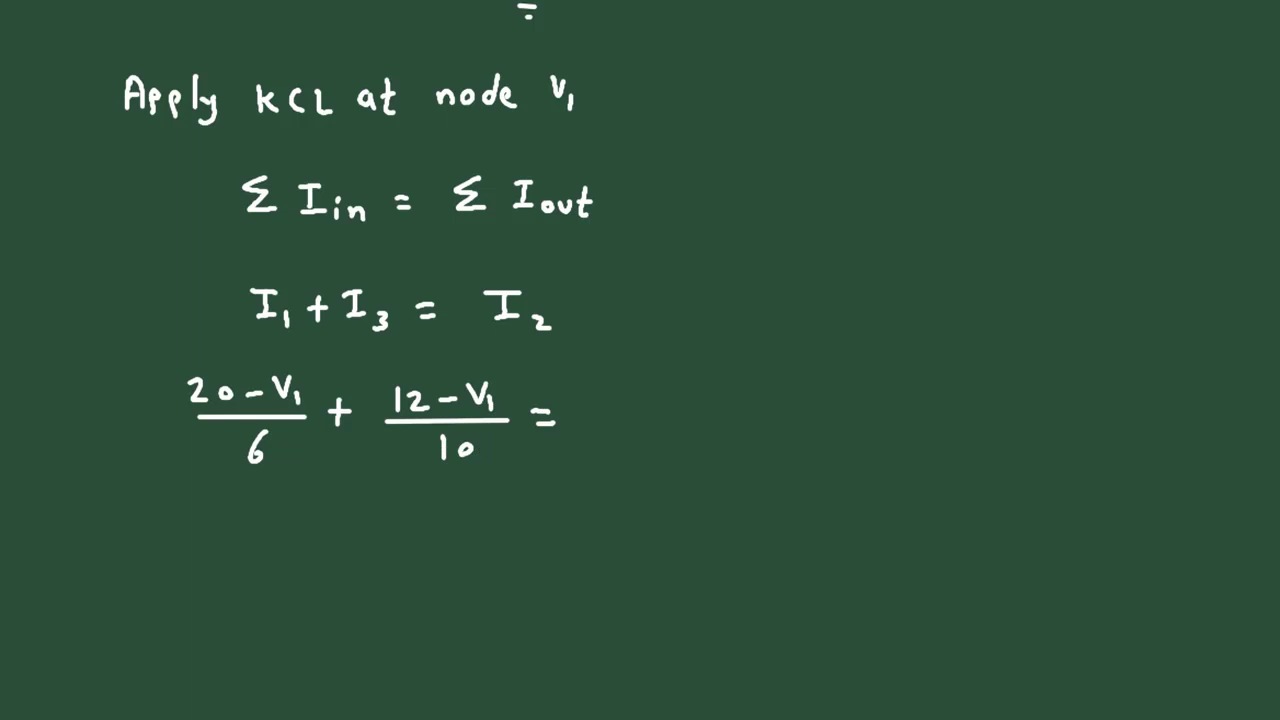 Apply KCL at node V₁
Σ I_in = Σ I_out
I₁ + I₃ = I₂
(20 - V₁)/6 + (12 - V₁)/10 =